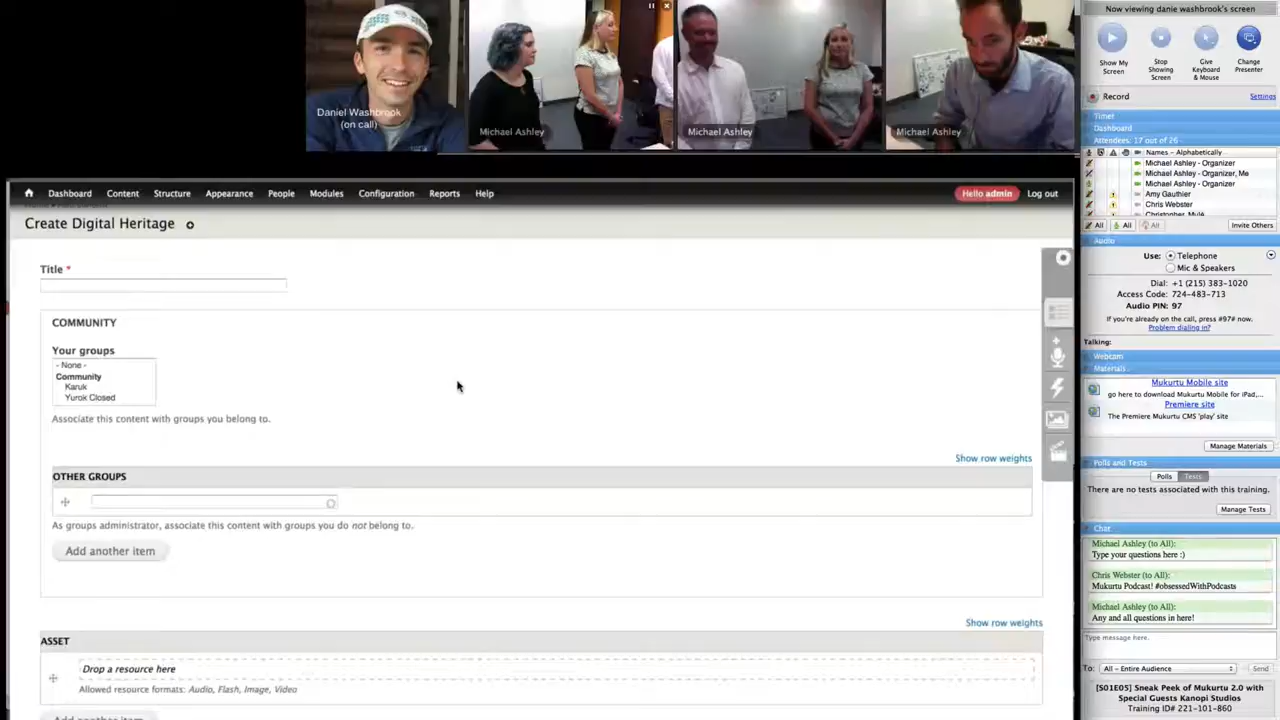 Now viewing danie washbrook's screen
Daniel Washbrook
(on call)
Michael Ashley
Michael Ashley
Michael Ashley
Show My
Screen
Stop
Showing
Screen
Give
Keyboard
& Mouse
Change
Presenter
Record
Settings
Timer
Dashboard
Attendees: 17 out of 26
Names - Alphabetically
Michael Ashley - Organizer
Michael Ashley - Organizer, Me
Michael Ashley - Organizer
Amy Gauthier
Chris Webster
Christopher Mulé
All
All
All
Invite Others
Audio
Use:
Telephone
Mic & Speakers
Dial: +1 (215) 383-1020
Access Code: 724-483-713
Audio PIN: 97
If you're already on the call, press #97# now.
Problem dialing in?
Talking:
Webcam
Materials
Mukurtu Mobile site
go here to download Mukurtu Mobile for iPad,...
Premiere site
The Premiere Mukurtu CMS 'play' site
Manage Materials
Polls and Tests
Polls
Tests
There are no tests associated with this training.
Manage Tests
Chat
Michael Ashley (to All):
Type your questions here :)
Chris Webster (to All):
Mukurtu Podcast! #obsessedWithPodcasts
Michael Ashley (to All):
Any and all questions in here!
Type message here.
To:
All - Entire Audience
Send
[S01E05] Sneak Peek of Mukurtu 2.0 with
Special Guests Kanopi Studios
Training ID# 221-101-860
Dashboard
Content
Structure
Appearance
People
Modules
Configuration
Reports
Help
Hello admin
Log out
Create Digital Heritage
Title *
COMMUNITY
Your groups
- None -
Community
Karuk
Yurok Closed
Associate this content with groups you belong to.
Show row weights
OTHER GROUPS
As groups administrator, associate this content with groups you do not belong to.
Add another item
Show row weights
ASSET
Drop a resource here
Allowed resource formats: Audio, Flash, Image, Video
Add another item